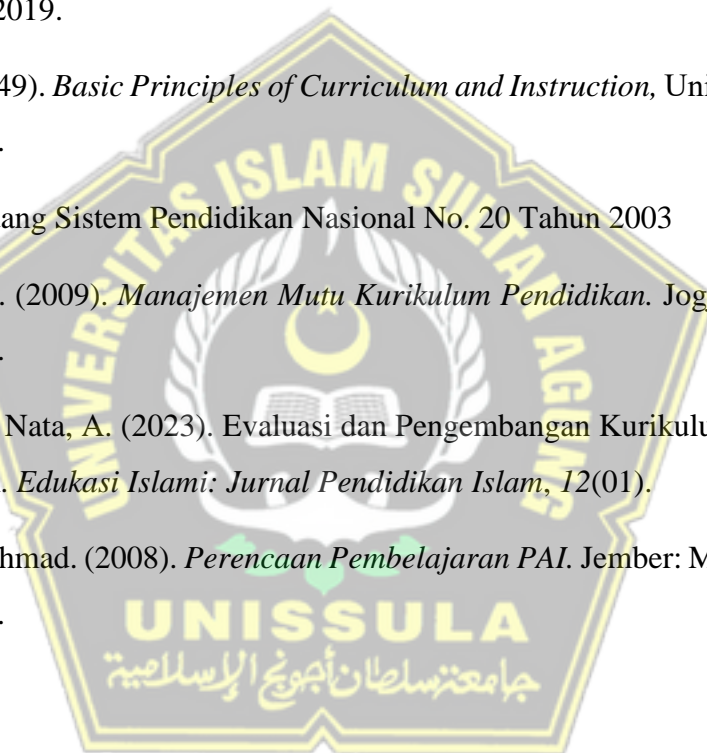 2019.
49). Basic Principles of Curriculum and Instruction, Uni
.
ang Sistem Pendidikan Nasional No. 20 Tahun 2003
. (2009). Manajemen Mutu Kurikulum Pendidikan. Jog
.
Nata, A. (2023). Evaluasi dan Pengembangan Kurikulu
. Edukasi Islami: Jurnal Pendidikan Islam, 12(01).
hmad. (2008). Perencaan Pembelajaran PAI. Jember: M
.
UNIVERSITAS ISLAM SULTAN AGUNG
UNISSULA
جامعتنسلطان أجونج الإسلامية